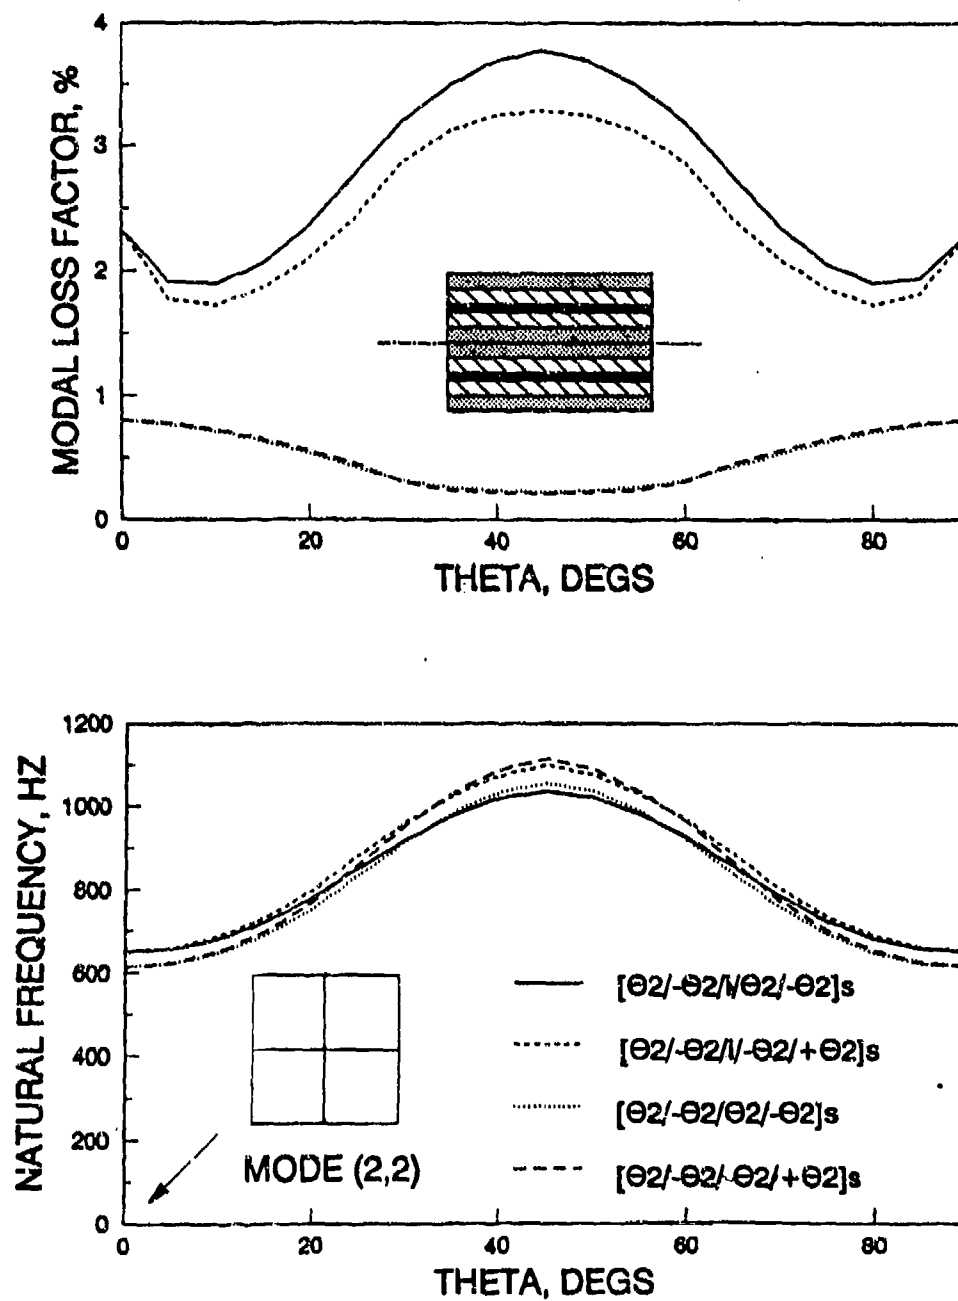 4
3
2
1
0
MODAL LOSS FACTOR, %
0 20 40 60 80
THETA, DEGS
1200
1000
800
600
400
200
0
NATURAL FREQUENCY, HZ
[Θ2/-Θ2/i/Θ2/-Θ2]s
[Θ2/-Θ2/i/-Θ2/+Θ2]s
[Θ2/-Θ2/Θ2/-Θ2]s
[Θ2/-Θ2/-Θ2/+Θ2]s
MODE (2,2)
0 20 40 60 80
THETA, DEGS